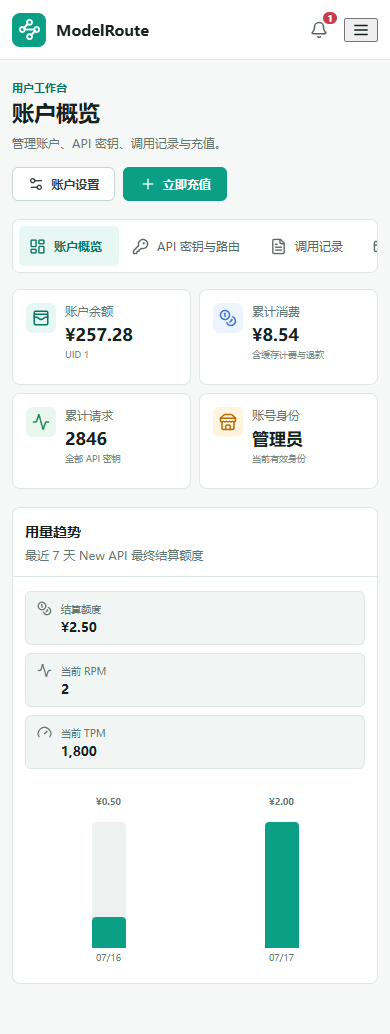 ModelRoute
1
用户工作台
账户概览
管理账户、API 密钥、调用记录与充值。
账户设置
立即充值
账户概览
API 密钥与路由
调用记录
账户余额
¥257.28
UID 1
累计消费
¥8.54
含缓存计费与退款
累计请求
2846
全部 API 密钥
账号身份
管理员
当前有效身份
用量趋势
最近 7 天 New API 最终结算额度
结算额度
¥2.50
当前 RPM
2
当前 TPM
1,800
¥0.50
¥2.00
07/16
07/17